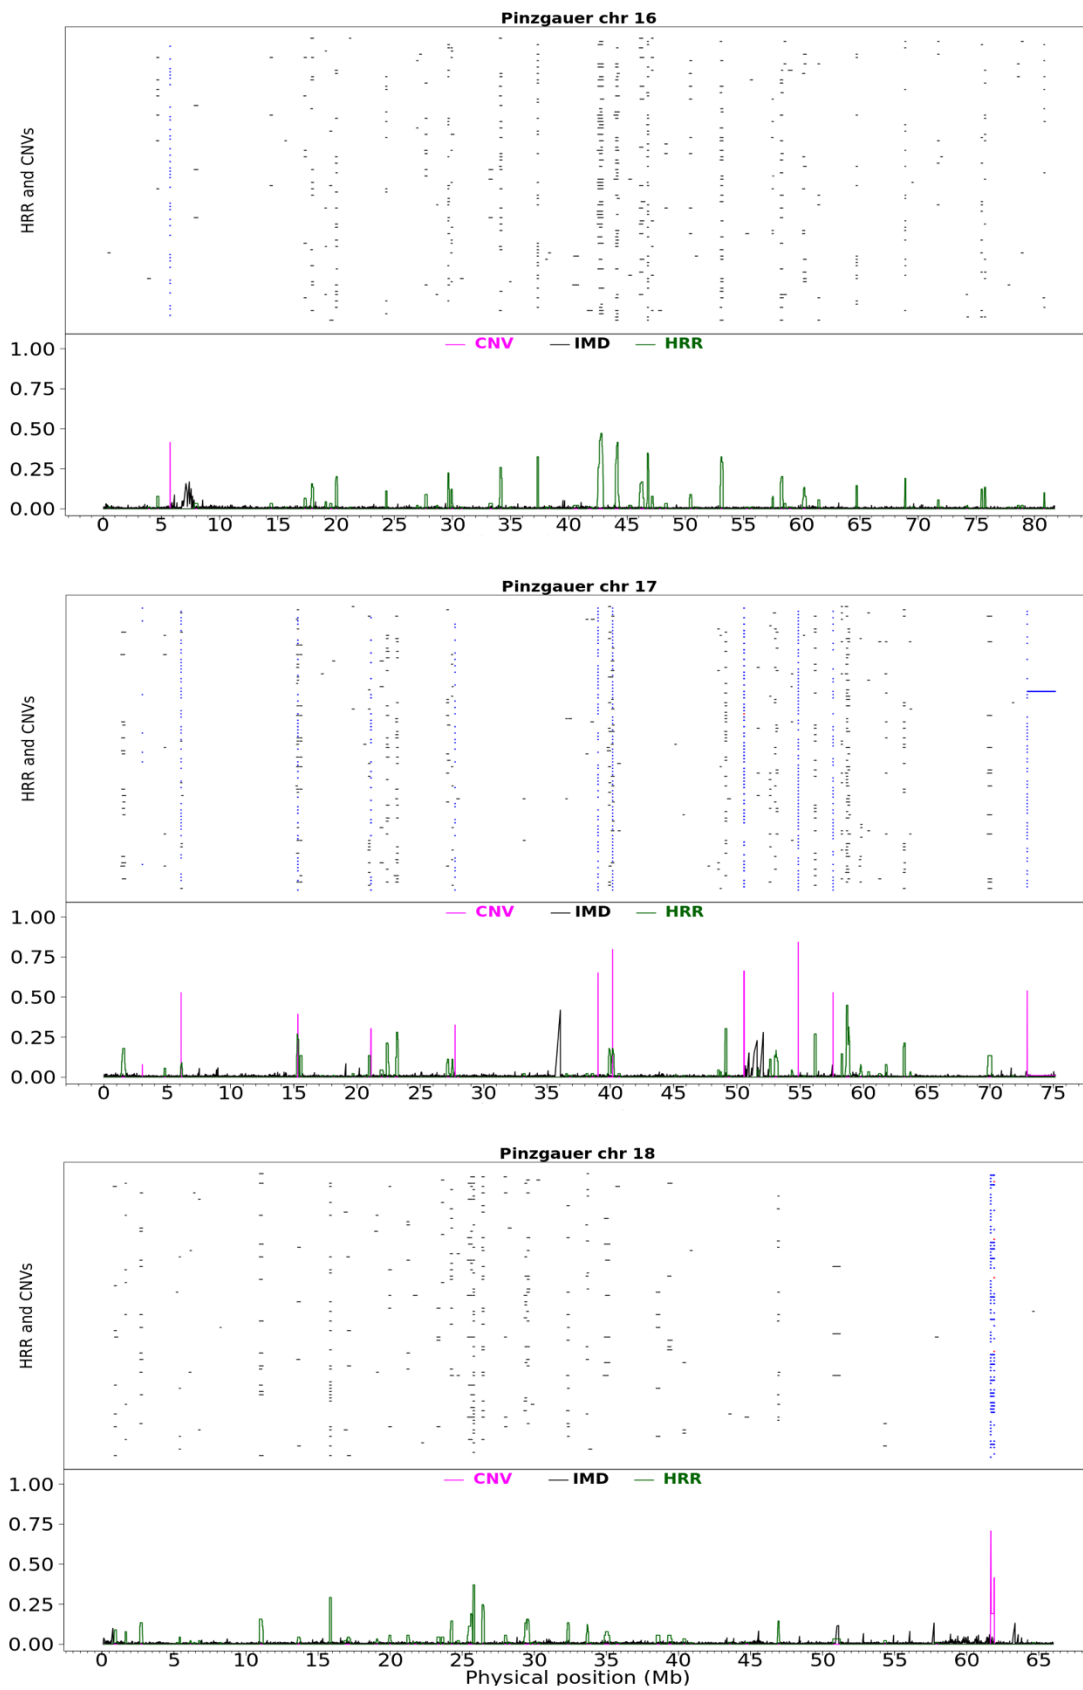 Pinzgauer chr 16
HRR and CNVs
CNV IMD HRR
1.00
0.75
0.50
0.25
0.00
0 5 10 15 20 25 30 35 40 45 50 55 60 65 70 75 80
Pinzgauer chr 17
HRR and CNVs
CNV IMD HRR
1.00
0.75
0.50
0.25
0.00
0 5 10 15 20 25 30 35 40 45 50 55 60 65 70 75
Pinzgauer chr 18
HRR and CNVs
CNV IMD HRR
1.00
0.75
0.50
0.25
0.00
0 5 10 15 20 25 30 35 40 45 50 55 60 65
Physical position (Mb)